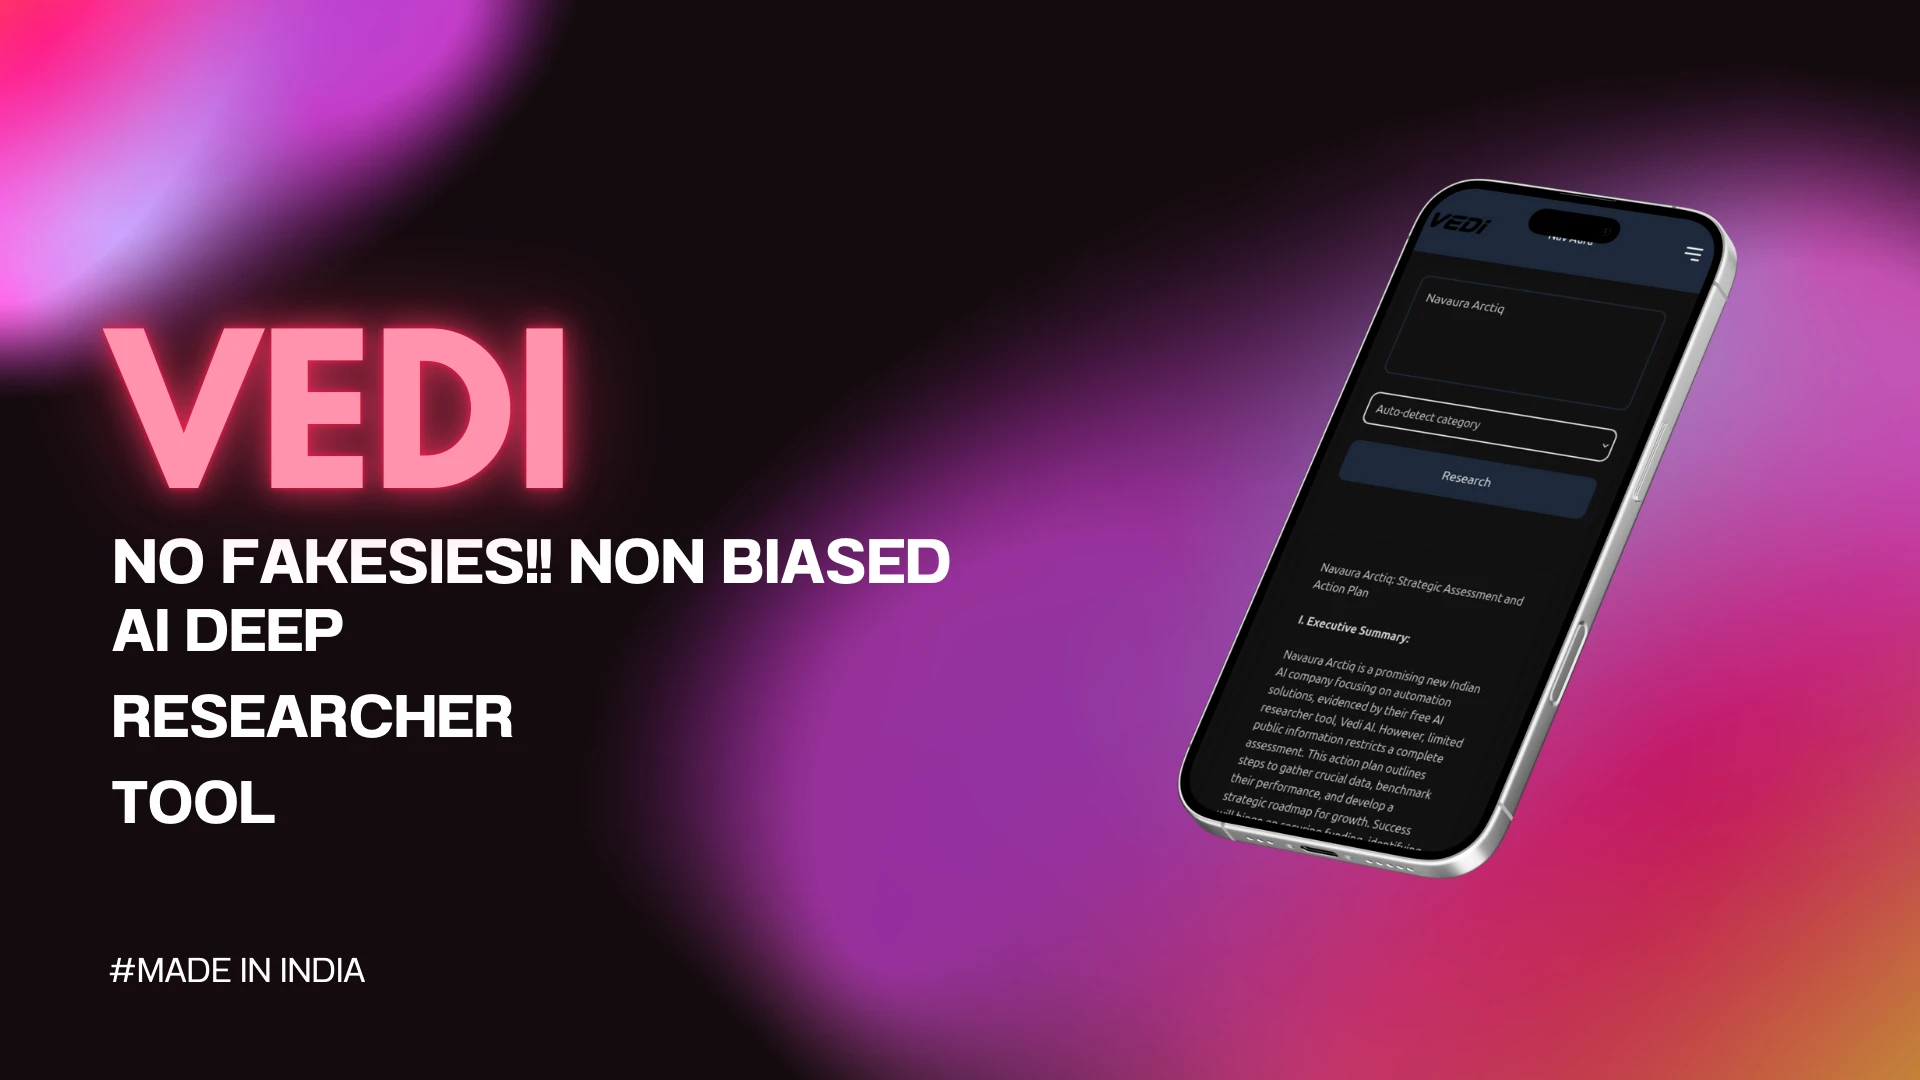 VEDI
NO FAKESIES!! NON BIASED
AI DEEP
RESEARCHER
TOOL
#MADE IN INDIA
VEDi
Navaura Arctiq
Auto-detect category
Research
Navaura Arctiq: Strategic Assessment and
Action Plan
I. Executive Summary:
Navaura Arctiq is a promising new Indian
AI company focusing on automation
solutions, evidenced by their free AI
researcher tool, Vedi AI. However, limited
public information restricts a complete
assessment. This action plan outlines
steps to gather crucial data, benchmark
their performance, and develop a
strategic roadmap for growth. Success